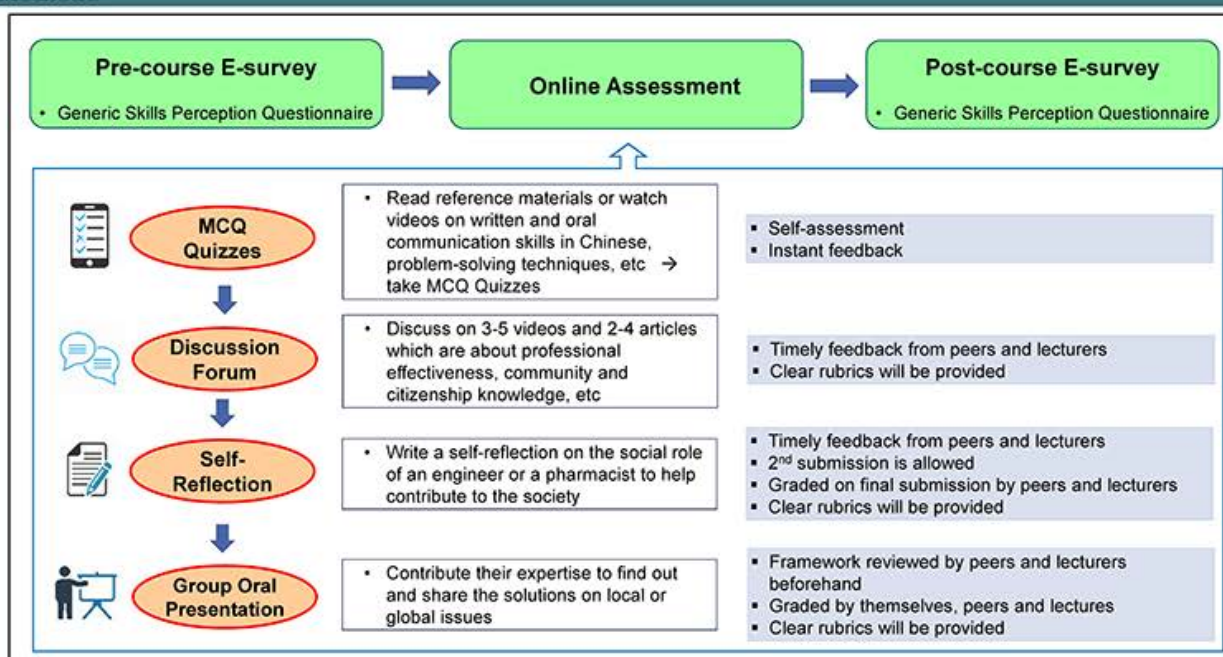 Pre-course E-survey
• Generic Skills Perception Questionnaire
Online Assessment
Post-course E-survey
• Generic Skills Perception Questionnaire
MCQ
Quizzes
• Read reference materials or watch
videos on written and oral
communication skills in Chinese,
problem-solving techniques, etc →
take MCQ Quizzes
▪ Self-assessment
▪ Instant feedback
Discussion
Forum
• Discuss on 3-5 videos and 2-4 articles
which are about professional
effectiveness, community and
citizenship knowledge, etc
▪ Timely feedback from peers and lecturers
▪ Clear rubrics will be provided
Self-
Reflection
• Write a self-reflection on the social role
of an engineer or a pharmacist to help
contribute to the society
▪ Timely feedback from peers and lecturers
▪ 2nd submission is allowed
▪ Graded on final submission by peers and lecturers
▪ Clear rubrics will be provided
Group Oral
Presentation
• Contribute their expertise to find out
and share the solutions on local or
global issues
▪ Framework reviewed by peers and lecturers
beforehand
▪ Graded by themselves, peers and lectures
▪ Clear rubrics will be provided